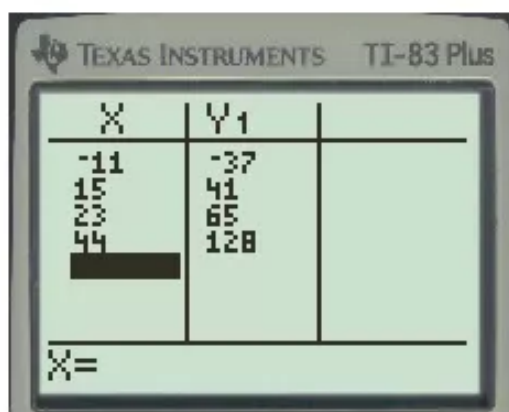 TEXAS INSTRUMENTS TI-83 Plus
X Y1
-11 -37
15 41
23 65
44 128
X=